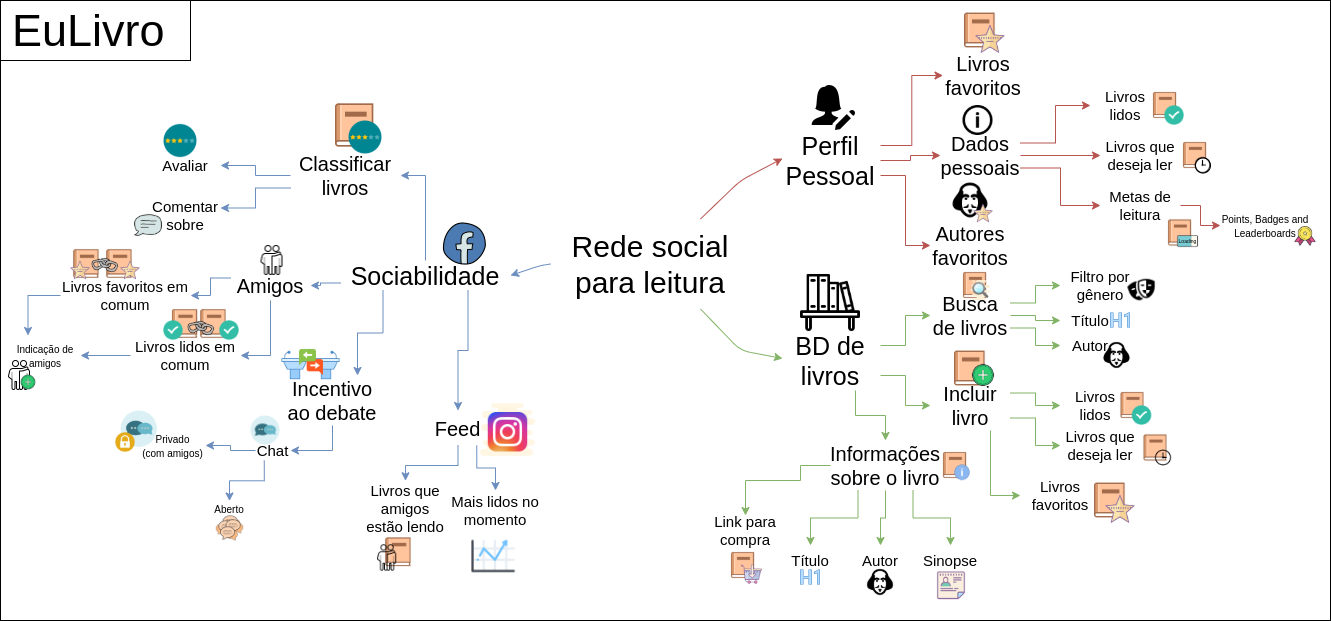 EuLivro
Rede social
para leitura
Sociabilidade
Classificar
livros
Avaliar
Comentar
sobre
Amigos
Livros favoritos em
comum
Livros lidos em
comum
Indicação de
amigos
Incentivo
ao debate
Chat
Privado
(com amigos)
Aberto
Feed
Livros que
amigos
estão lendo
Mais lidos no
momento
Perfil
Pessoal
Livros
favoritos
Dados
pessoais
Livros
lidos
Livros que
deseja ler
Metas de
leitura
Loading
Points, Badges and
Leaderboards
Autores
favoritos
BD de
livros
Busca
de livros
Filtro por
gênero
Título H1
Autor
Incluir
livro
Livros
lidos
Livros que
deseja ler
Livros
favoritos
Informações
sobre o livro
Link para
compra
Título
H1
Autor
Sinopse